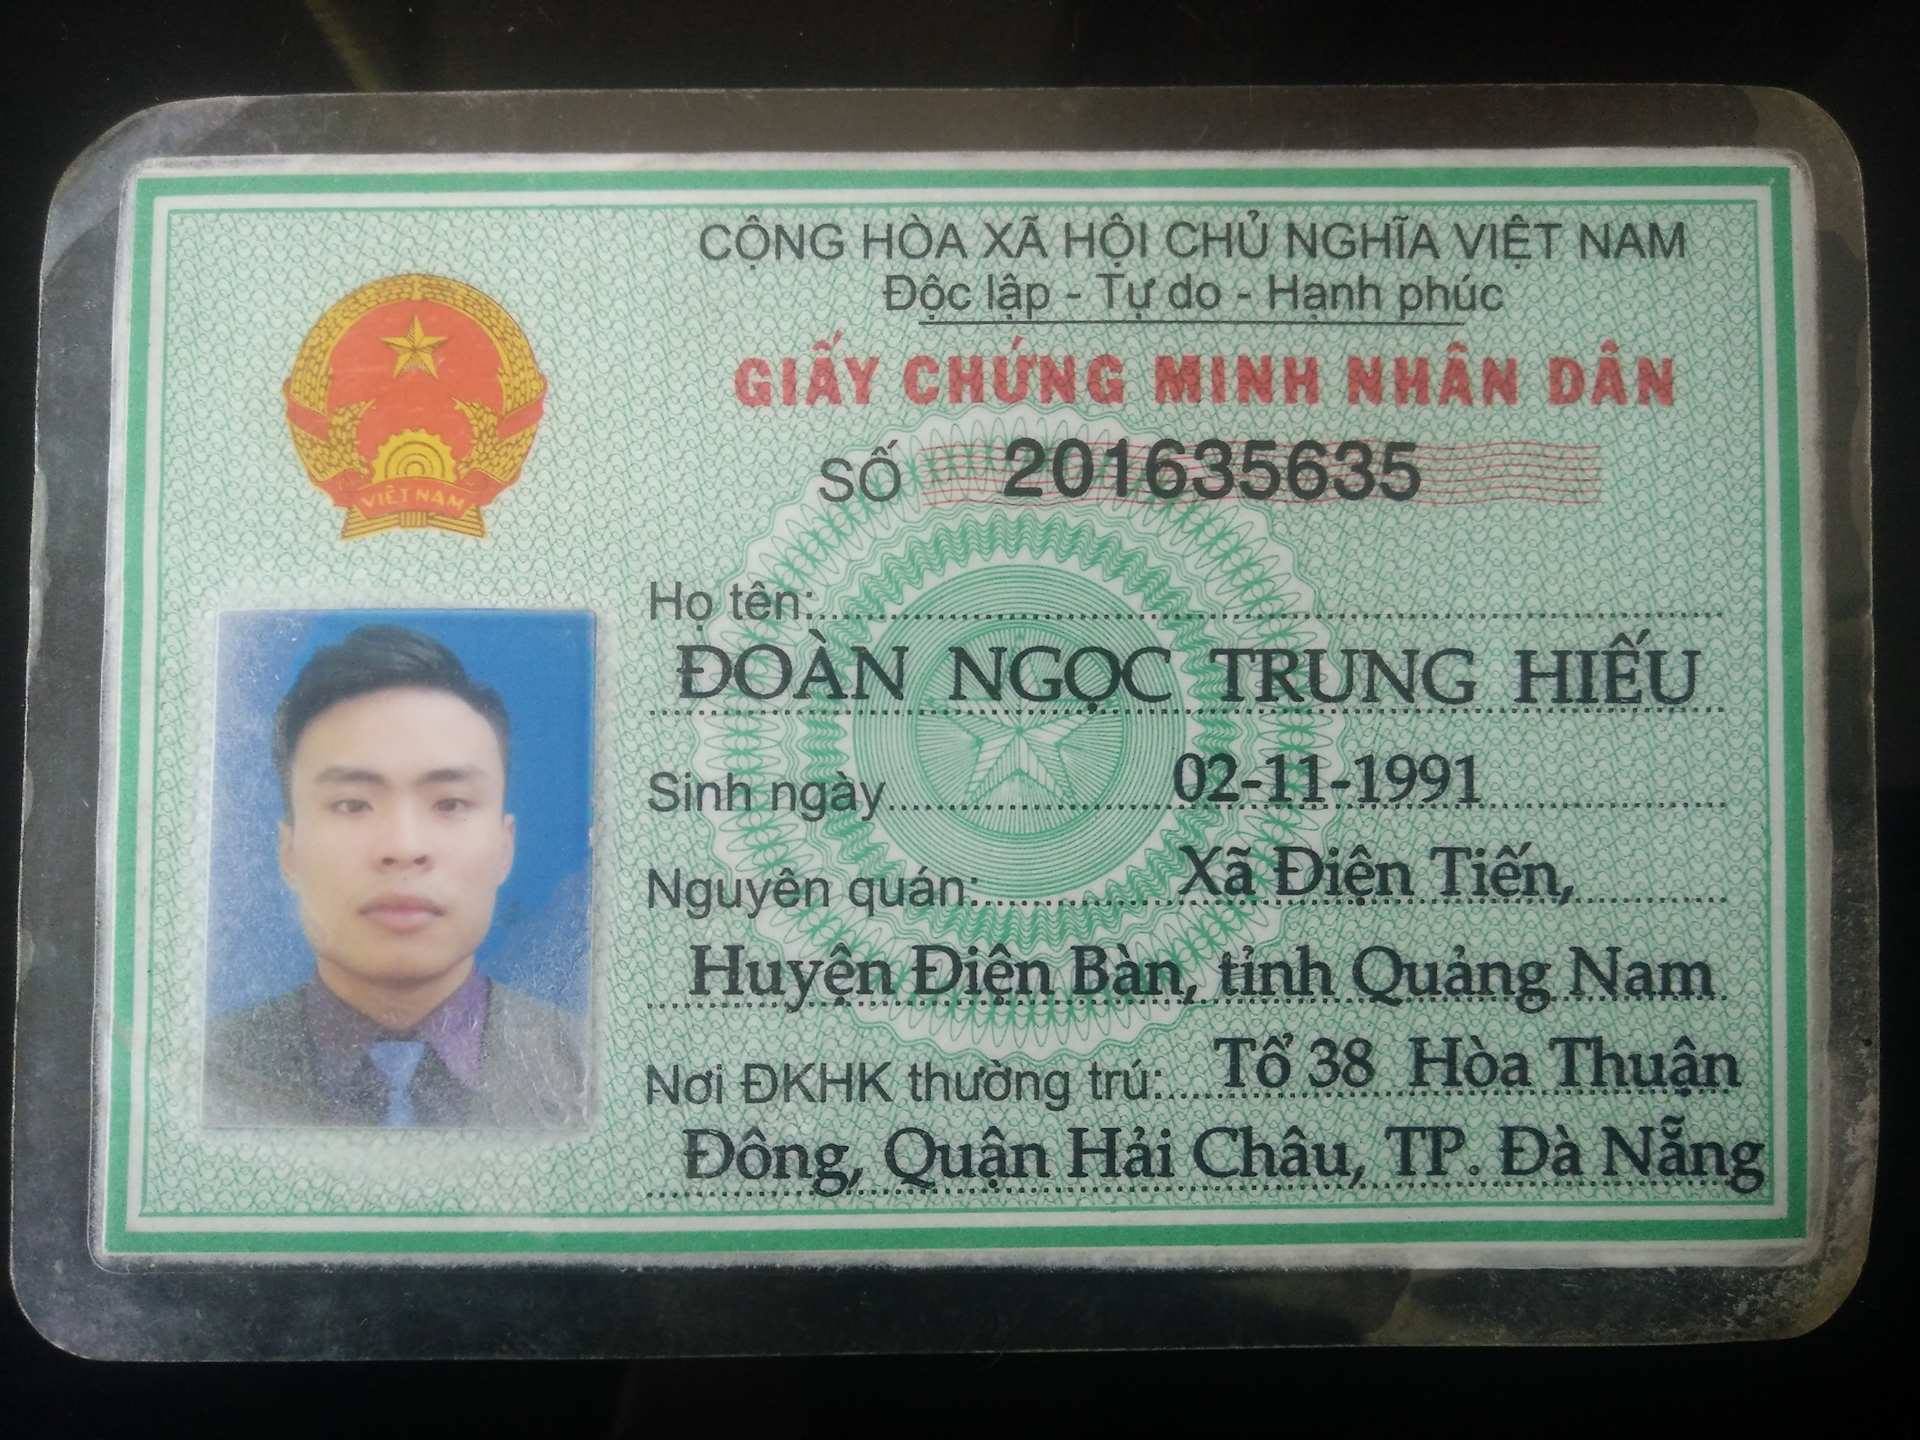 CỘNG HÒA XÃ HỘI CHỦ NGHĨA VIỆT NAM
Độc lập - Tự do - Hạnh phúc
GIẤY CHỨNG MINH NHÂN DÂN
SỐ 201635635
VIỆT NAM
Họ tên:
ĐOÀN NGỌC TRUNG HIẾU
Sinh ngày 02-11-1991
Nguyên quán: Xã Điện Tiến,
Huyện Điện Bàn, tỉnh Quảng Nam
Nơi ĐKHK thường trú: Tổ 38 Hòa Thuận
Đông, Quận Hải Châu, TP. Đà Nẵng